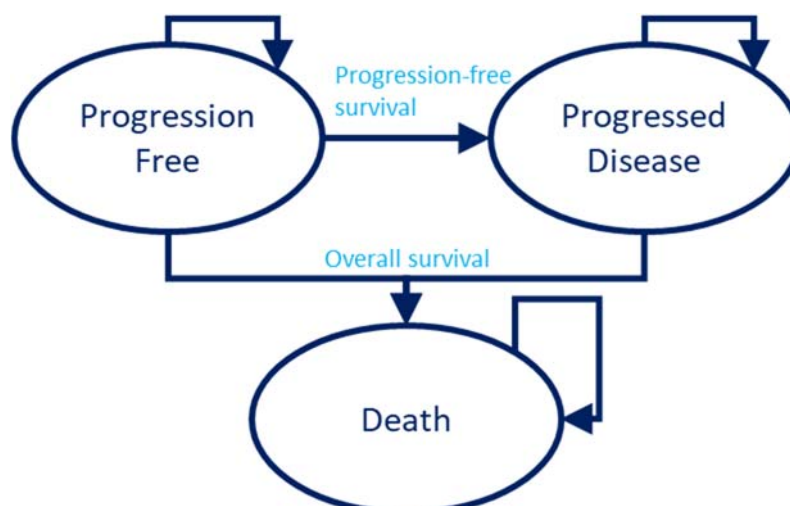 Progression-free
survival
Progression
Free
Progressed
Disease
Overall survival
Death